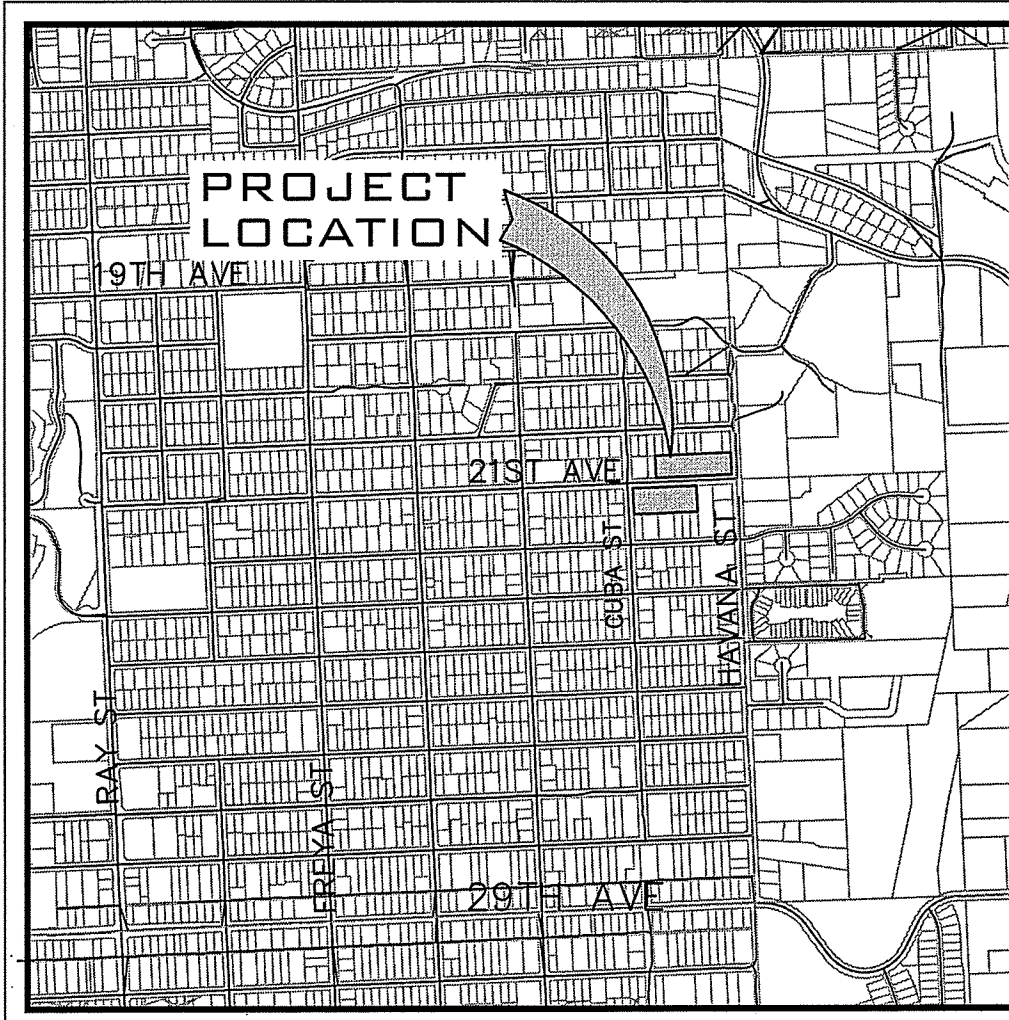 PROJECT
LOCATION
19TH AVE
21ST AVE
CUBA ST
HAVANA ST
RAY ST
FREYA ST
29TH AVE